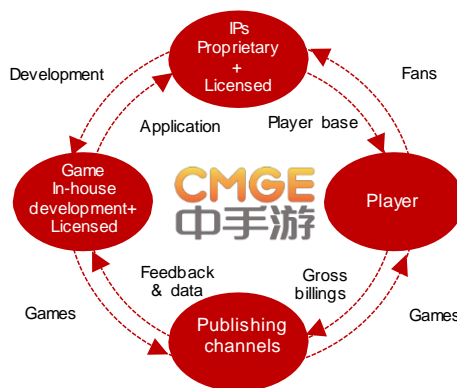 IPs
Proprietary
+
Licensed
Development
Fans
Application
Player base
Game
In-house
development+
Licensed
CMGE
中手游
Player
Feedback
& data
Gross
billings
Games
Games
Publishing
channels